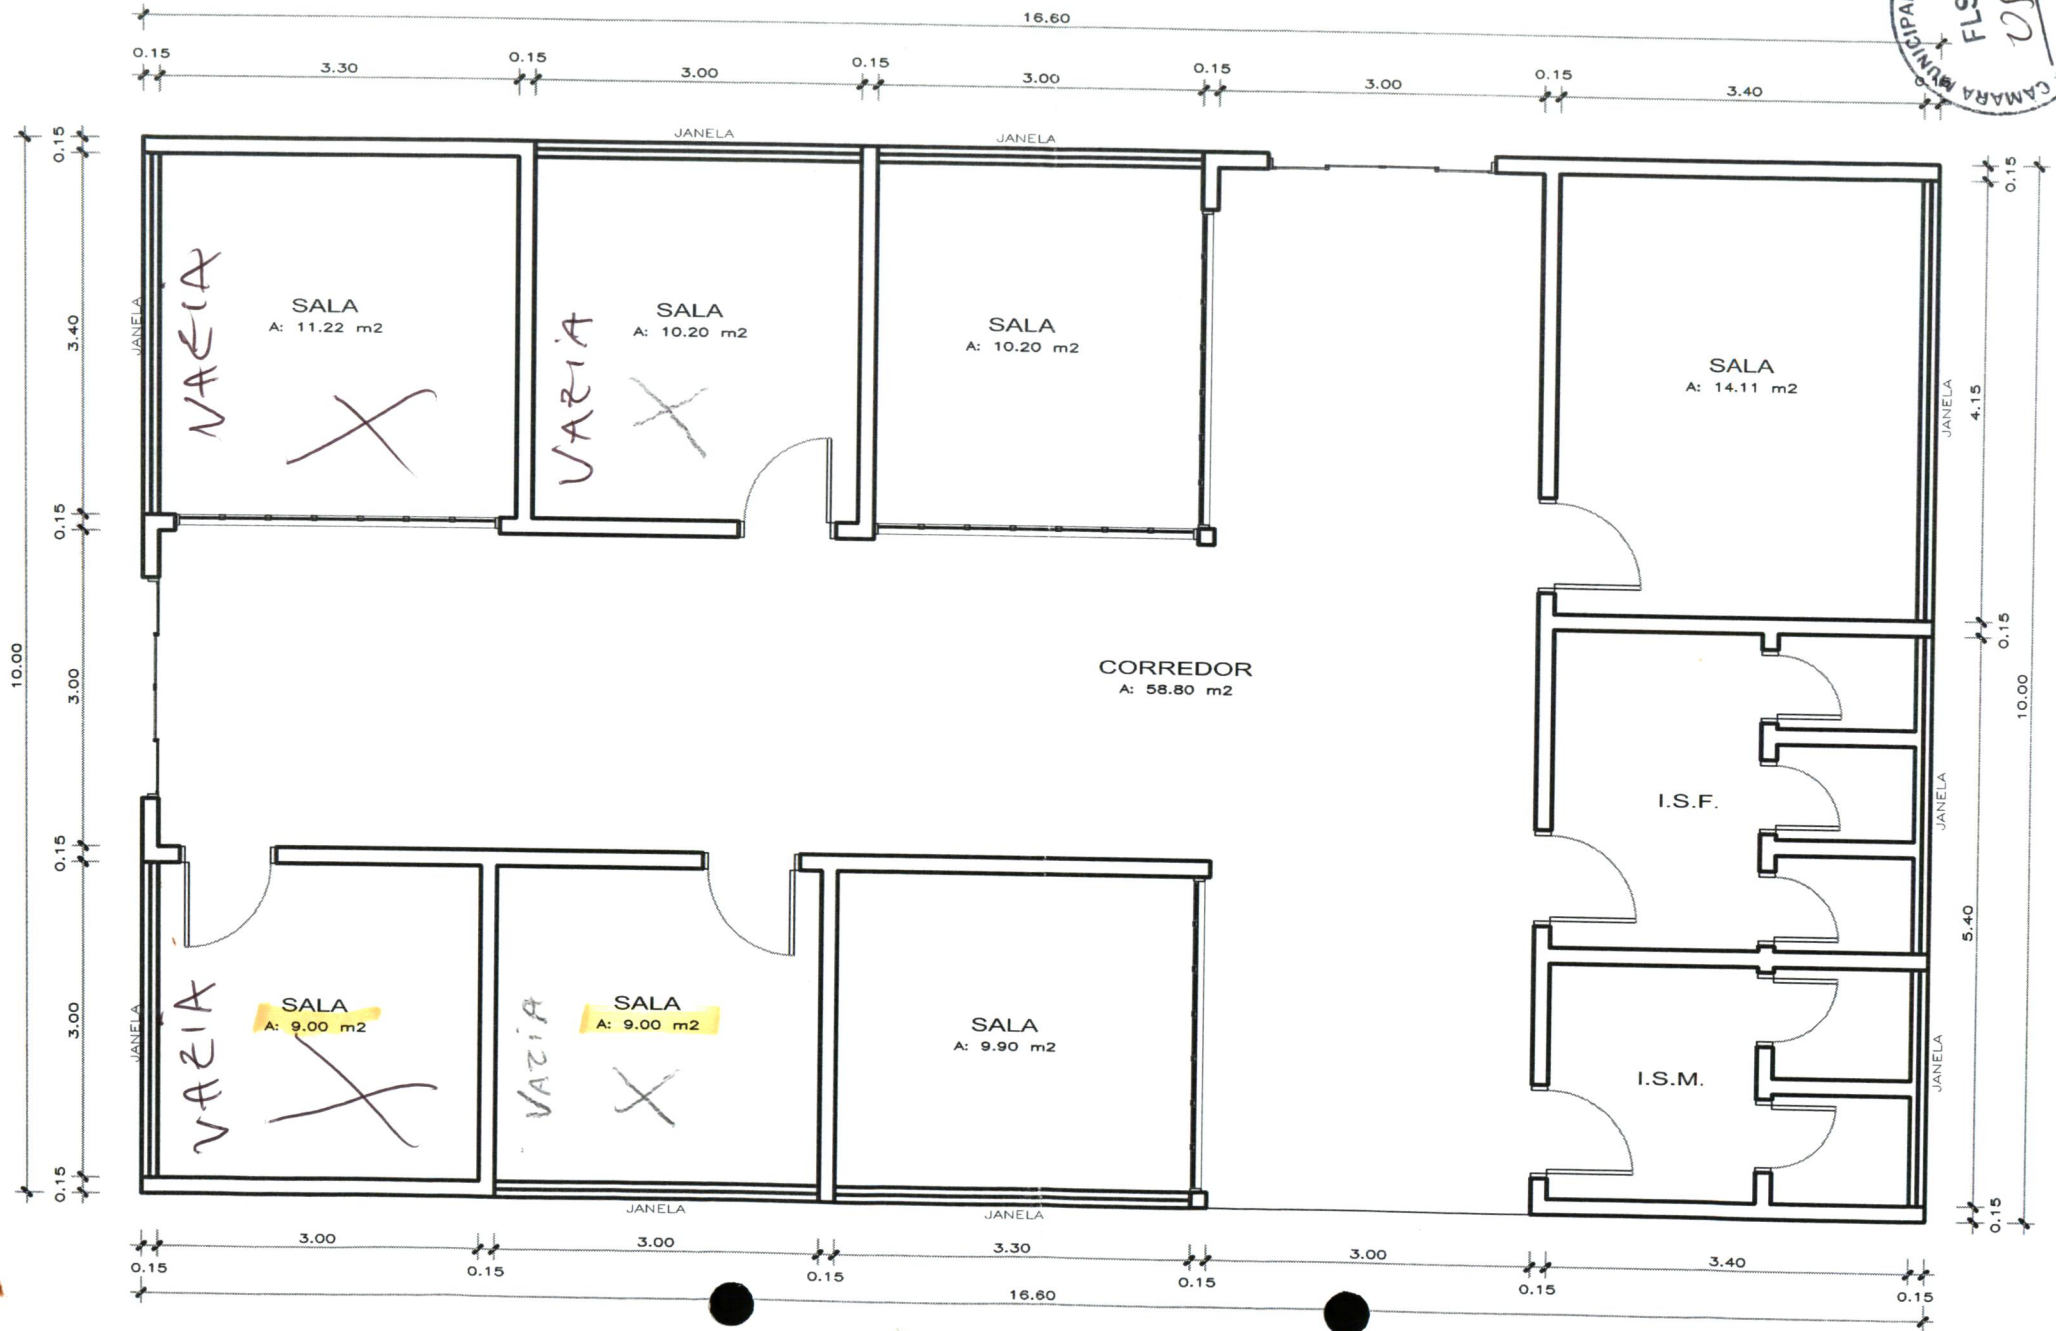 16.60
0.15 3.30 0.15 3.00 0.15 3.00 0.15 3.00 0.15 3.40
CAMARA MUNICIPA
FLS
JANELA
JANELA
0.15
0.15
VAZIA
SALA
A: 11.22 m2
VAZIA
SALA
A: 10.20 m2
SALA
A: 10.20 m2
SALA
A: 14.11 m2
JANELA
3.40
JANELA
4.15
0.15
0.15
10.00
3.00
CORREDOR
A: 58.80 m2
10.00
I.S.F.
JANELA
0.15
5.40
VAZIA
SALA
A: 9.00 m2
VAZIA
SALA
A: 9.00 m2
SALA
A: 9.90 m2
I.S.M.
JANELA
3.00
JANELA
0.15
0.15
JANELA
JANELA
3.00 3.00 3.30 3.00 3.40
0.15 0.15 0.15 0.15 0.15 0.15
16.60